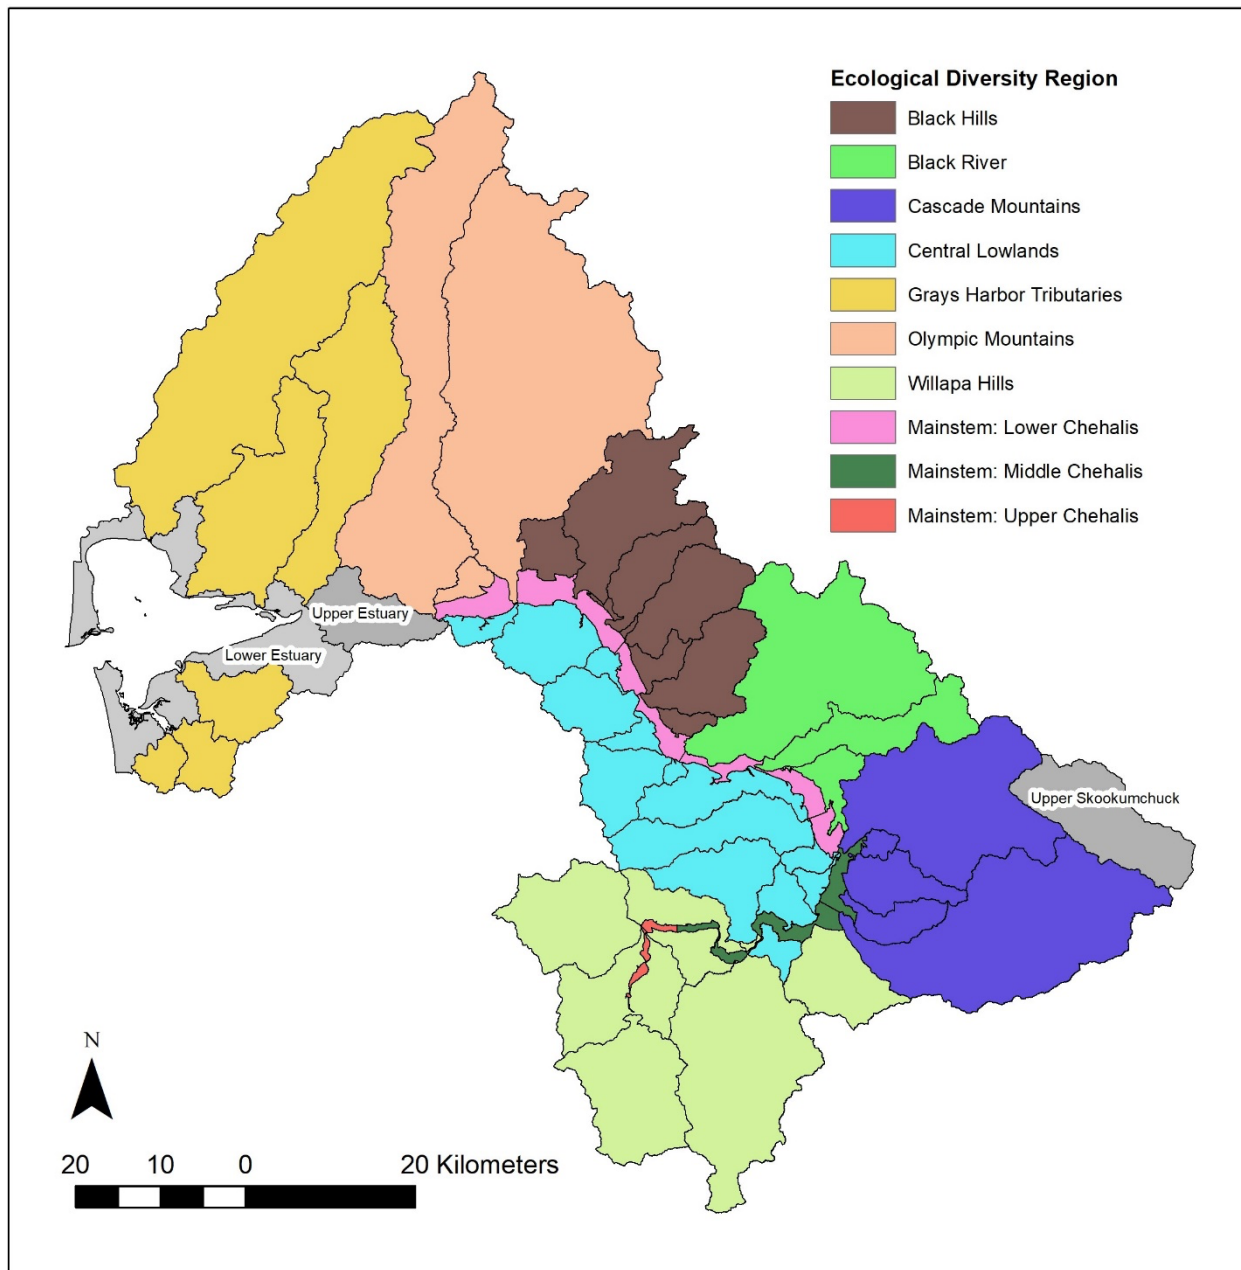 Ecological Diversity Region
Black Hills
Black River
Cascade Mountains
Central Lowlands
Grays Harbor Tributaries
Olympic Mountains
Willapa Hills
Mainstem: Lower Chehalis
Mainstem: Middle Chehalis
Mainstem: Upper Chehalis
Upper Estuary
Lower Estuary
Upper Skookumchuck
N
20 10 0 20 Kilometers